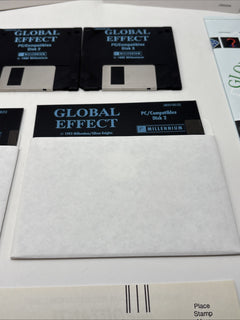 GLOBAL
EFFECT
PC/Compatibles
Disk 3
MILLENNIUM
GLOBAL
EFFECT
PC/Compatibles
Disk 2
MILLENNIUM
GLOBAL
EFFECT
PC/Compatibles
Disk 2
MILLENNIUM
Place
Stamp